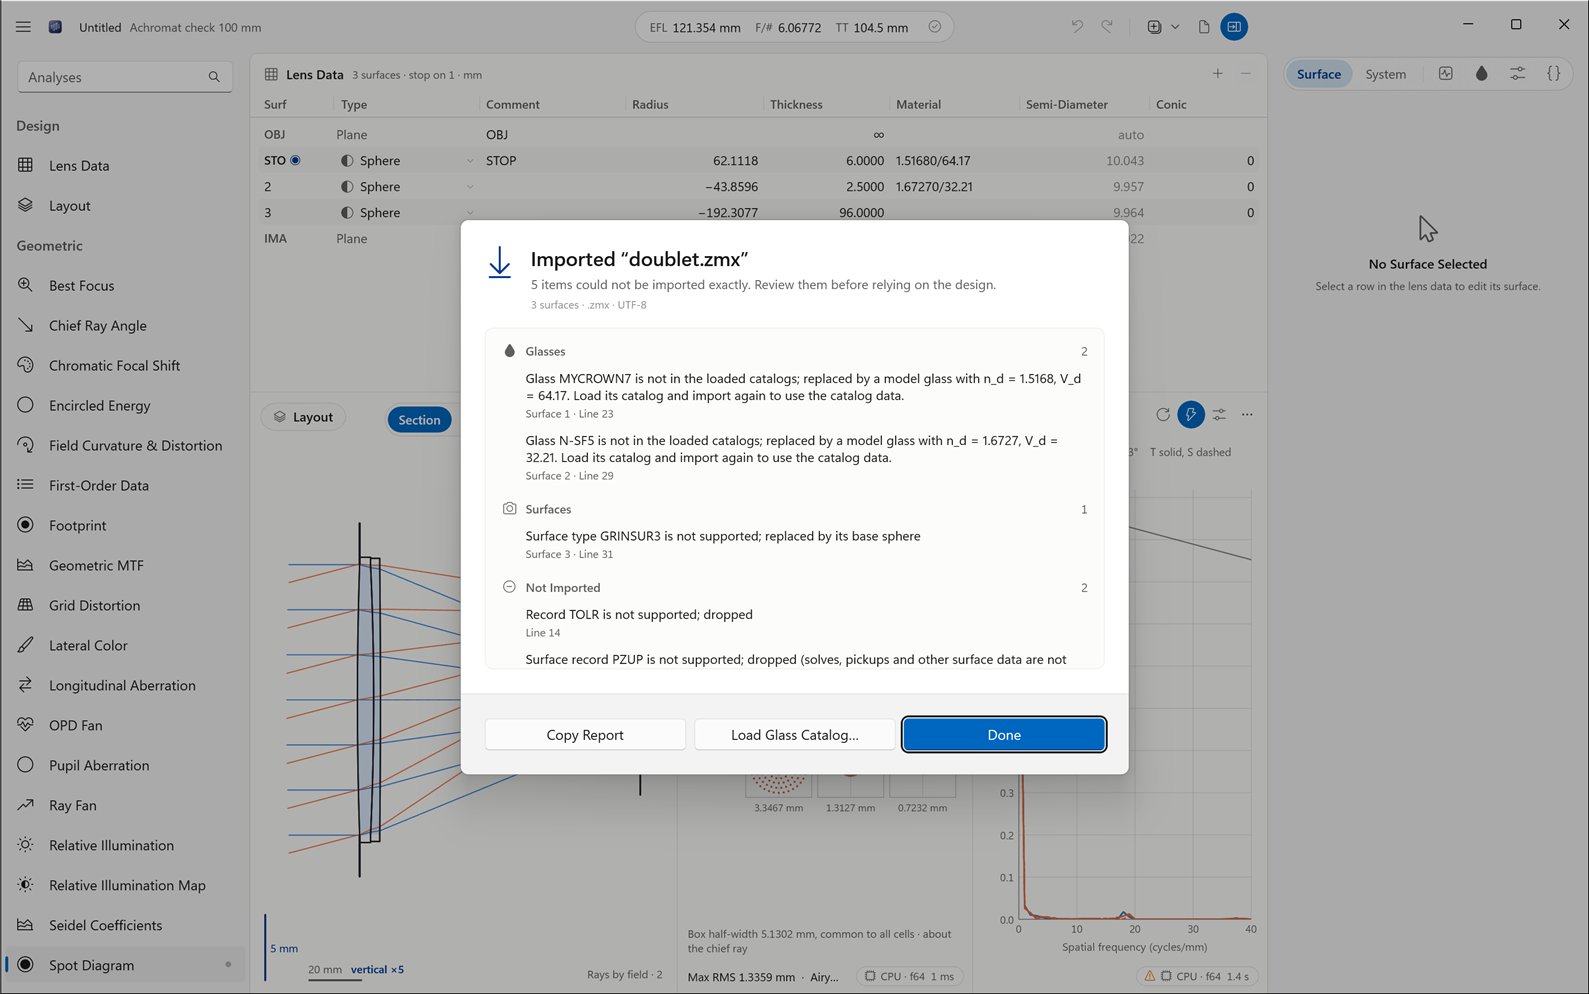 Untitled Achromat check 100 mm
EFL 121.354 mm F/# 6.06772 TT 104.5 mm
Analyses
Design
Lens Data
Layout
Geometric
Best Focus
Chief Ray Angle
Chromatic Focal Shift
Encircled Energy
Field Curvature & Distortion
First-Order Data
Footprint
Geometric MTF
Grid Distortion
Lateral Color
Longitudinal Aberration
OPD Fan
Pupil Aberration
Ray Fan
Relative Illumination
Relative Illumination Map
Seidel Coefficients
Spot Diagram
Lens Data 3 surfaces · stop on 1 · mm
Surf Type Comment Radius Thickness Material Semi-Diameter Conic
OBJ Plane OBJ ∞ auto
STO Sphere STOP 62.1118 6.0000 1.51680/64.17 10.043 0
2 Sphere −43.8596 2.5000 1.67270/32.21 9.957 0
3 Sphere −192.3077 96.0000 9.964 0
IMA Plane 22
Surface System {}
No Surface Selected
Select a row in the lens data to edit its surface.
Imported “doublet.zmx”
5 items could not be imported exactly. Review them before relying on the design.
3 surfaces · .zmx · UTF-8
Glasses 2
Glass MYCROWN7 is not in the loaded catalogs; replaced by a model glass with n_d = 1.5168, V_d
= 64.17. Load its catalog and import again to use the catalog data.
Surface 1 · Line 23
Glass N-SF5 is not in the loaded catalogs; replaced by a model glass with n_d = 1.6727, V_d =
32.21. Load its catalog and import again to use the catalog data.
Surface 2 · Line 29
Surfaces 1
Surface type GRINSUR3 is not supported; replaced by its base sphere
Surface 3 · Line 31
Not Imported 2
Record TOLR is not supported; dropped
Line 14
Surface record PZUP is not supported; dropped (solves, pickups and other surface data are not
Copy Report Load Glass Catalog... Done
Layout Section
5 mm
20 mm vertical ×5
Rays by field · 2
3.3467 mm 1.3127 mm 0.7232 mm
Box half-width 5.1302 mm, common to all cells · about
the chief ray
Max RMS 1.3359 mm · Airy... CPU · f64 1 ms
3° T solid, S dashed
0.3
0.2
0.1
0.0
0 10 20 30 40
Spatial frequency (cycles/mm)
CPU · f64 1.4 s